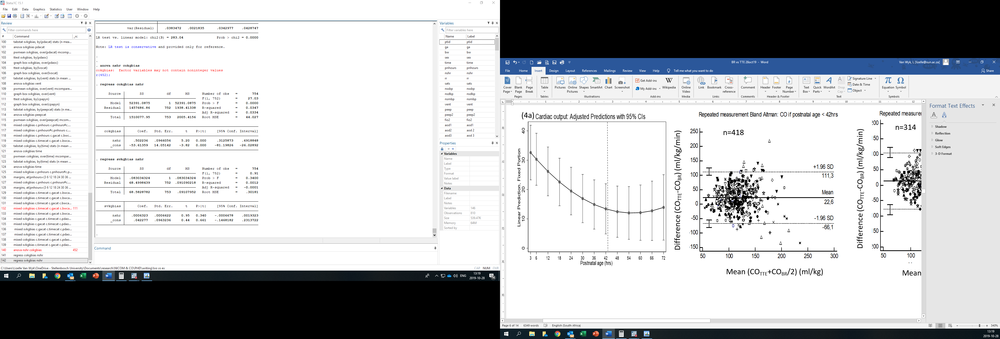 Stata/IC 15.1
File Edit Data Graphics Statistics User Window Help
Review
Filter commands here
# Command _rc
100 tabstat svkgbias, by(pdacat) stats (n mea...
101 anova svkgbias pdacat
102 pwmean svkgbias, over(pdacat) mcomp...
103 ttest svkgbias, by(pdaoc)
104 graph box svkgbias, over(pdaoc)
105 ttest svkgbias, by(lvocat)
106 graph box svkgbias, over(lvocat)
107 tabstat svkgbias, by(vent) stats (n mean ...
108 anova svkgbias vent
109 pwmean svkgbias, over(vent) mcompare...
110 graph box svkgbias, over(vent)
111 ttest svkgbias, by(cpapyn)
112 graph box svkgbias, over(cpapyn)
113 tabstat svkgbias, by(peepcat) stats (n mea...
114 anova svkgbias peepcat
115 pwmean svkgbias, over(peepcat) mcom...
116 mixed cokgbias c.pnhours c.pnhours#c....
117 mixed cokgbias c.pnhours#c.pnhours c....
118 mixed cokgbias c.pnhours c.gacat c.bwc...
119 mixed cokgbias c.timecat c.gacat c.bwca...
120 tabstat cokgbias, by(time) stats (n mean ...
121 anova cokgbias time
122 pwmean cokgbias, over(time) mcompar...
123 tabstat svkgbias, by(time) stats (n mean ...
124 anova svkgbias time
125 mixed svkgbias c.pnhours c.pnhours#c.p...
126 margins, at(pnhours=(3 6 12 18 24 30 36 ...
127 mixed cokgbias c.pnhours c.pnhours#c....
128 margins, at(pnhours=(3 6 12 18 24 30 36 ...
129 mixed cokgbias c.timecat c.gacat c.bwca...
130 mixed cokgbias c.timecat c.gacat c.bwca...
131 mixed svkgbias c.timecat c.gacat c.bwca...
132 mixed cokgbias c.timecat c.gacat c.bwca... 111
133 mixed cokgbias c.timecat c.gacat c.bwca...
134 mixed svkgbias c.gacat c.timecat c.pdao...
135 mixed svkgbias c.gacat c.timecat c.pdao...
136 mixed svkgbias c.gacat c.timecat c.pdao...
137 mixed svkgbias c.gacat c.timecat c.pdao...
138 mixed cokgbias c.timecat c.gacat c.pdao...
139 mixed svkgbias c.timecat c.gacat c.pdao...
140 anova nshr cokgbias 452
141 regress cokgbias nshr
142 regress svkgbias nshr
var(Residual) .0383472 .0021835 .0342977 .0428747
LR test vs. linear model: chi2(3) = 283.04 Prob > chi2 = 0.0000
Note: LR test is conservative and provided only for reference.
.
.
. anova nshr cokgbias
cokgbias: factor variables may not contain noninteger values
r(452);
. regress cokgbias nshr
Source SS df MS Number of obs = 754
F(1, 752) = 27.03
Model 52391.0875 1 52391.0875 Prob > F = 0.0000
Residual 1457686.86 752 1938.41338 R-squared = 0.0347
Adj R-squared = 0.0334
Total 1510077.95 753 2005.4156 Root MSE = 44.027
cokgbias Coef. Std. Err. t P>|t| [95% Conf. Interval]
nshr .502236 .0966056 5.20 0.000 .3125873 .6918848
_cons -53.61359 14.05142 -3.82 0.000 -81.19826 -26.02892
. regress svkgbias nshr
Source SS df MS Number of obs = 754
F(1, 752) = 0.91
Model .083034324 1 .083034324 Prob > F = 0.3400
Residual 68.4998439 752 .091090218 R-squared = 0.0012
Adj R-squared = -0.0001
Total 68.5828782 753 .09107952 Root MSE = .30181
svkgbias Coef. Std. Err. t P>|t| [95% Conf. Interval]
nshr .0006323 .0006622 0.95 0.340 -.0006678 .0019323
_cons .042277 .0963236 0.44 0.661 -.1468182 .2313722
.
Command
Variables
Filter variables here
Name Label
ptid ptid
ga ga
bw bw
sex sex
time time
pnhours pnhours
nshr nshr
rr rr
sats sats
nssbp nssbp
nsdbp nsdbp
nsmbp nsmbp
vent vent
peep peep
peep2 peep2
fio2 fio2
aod1 aod1
aod2 aod 2
aod3 aod 3
Properties
Variables
Name
Label
Type
Format
Value label
Notes
Data
Filename
Label
Notes
Variables 146
Observations 810
Size 539.47K
Memory 64M
Sorted by
C:\Users\Lizelle Van Wyk\OneDrive - Stellenbosch University\Documents\research\NICOM & CO\PHD\writing\lvo vs ev
CAP NUM OVR
ENG
13:19
2019-10-28
14
BR vs TTE 28oct19 - Word
Van Wyk, L [lizelle@sun.ac.za]
File Home Insert Design Layout References Mailings Review View Help Tell me what you want to do
Share
Cover Page Blank Page Page Break
Pages
Table
Tables
Pictures Online Pictures Shapes SmartArt Chart Screenshot
Illustrations
Get Add-ins
My Add-ins
Wikipedia
Add-ins
Online Video
Media
Link Bookmark Cross-reference
Links
Comment
Comments
Header Footer Page Number
Header & Footer
Text Box Quick Parts WordArt Drop Cap
Signature Line
Date & Time
Object
Text
Equation Symbol
Symbols
1 2 3 4 5 6 7 8 9 10 11 12
20
21
22
23
24
25
(4a) Cardiac output: Adjusted Predictions with 95% CIs
Linear Prediction, Fixed Portion
40
30
20
10
0
3 6 12 18 24 30 36 42 48 54 60 66 72
Postnatal age (hrs)
Repeated measurement Bland Altman: CO if postnatal age < 42hrs
Difference (COTTE-COBR) (ml/kg/min)
n=418
250
200
150
100
50
0
-50
-100
-150
+1.96 SD
111,3
Mean
22,6
-1.96 SD
-66,1
50 100 150 200 250 300
Mean (COTTE+COBR/2) (ml/kg)
Repeated measurer
Difference (COTTE-COBR) (ml/kg/min)
n=314
200
150
100
50
0
-50
100
150
200
50 100
Mean
Format Text Effects
Shadow
Reflection
Glow
Soft Edges
3-D Format
Page 6 of 14 6349 words English (South Africa)
340%
13:19
2019-10-28